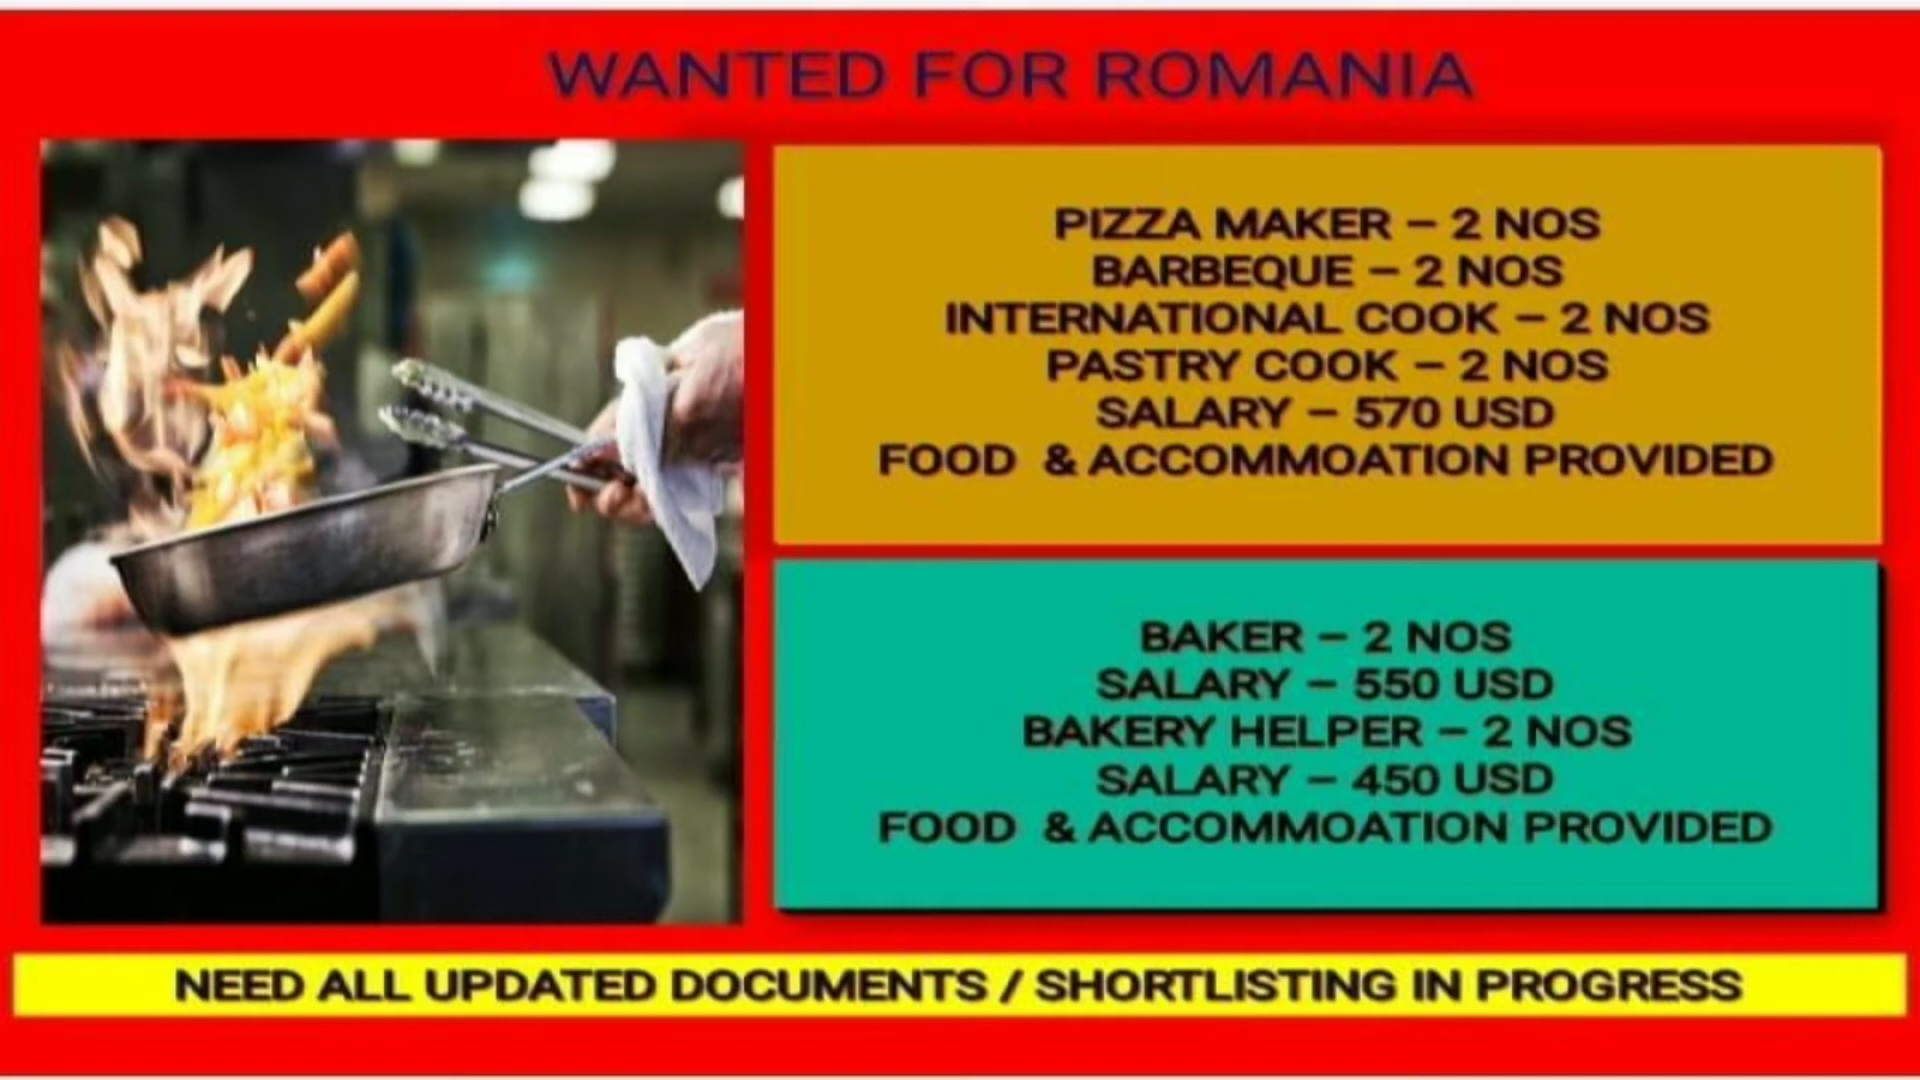 WANTED FOR ROMANIA
PIZZA MAKER – 2 NOS
BARBEQUE – 2 NOS
INTERNATIONAL COOK – 2 NOS
PASTRY COOK – 2 NOS
SALARY – 570 USD
FOOD & ACCOMMOATION PROVIDED
BAKER – 2 NOS
SALARY – 550 USD
BAKERY HELPER – 2 NOS
SALARY – 450 USD
FOOD & ACCOMMOATION PROVIDED
NEED ALL UPDATED DOCUMENTS / SHORTLISTING IN PROGRESS